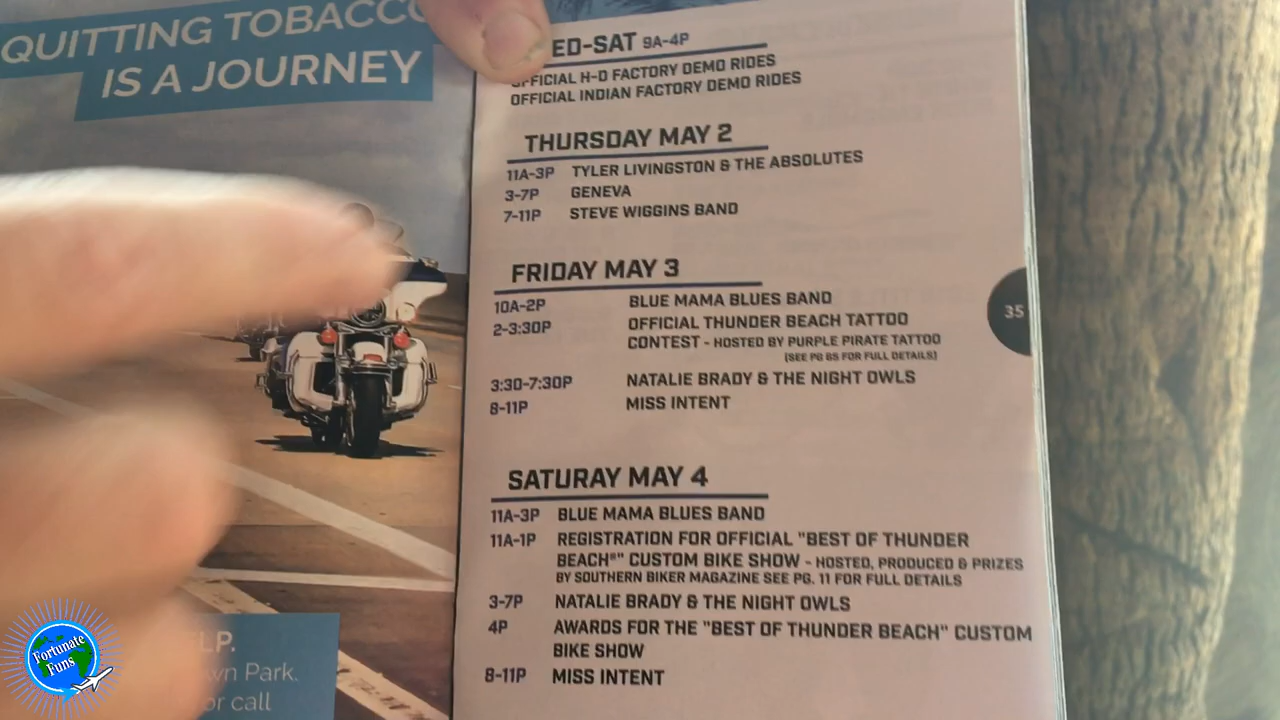 QUITTING TOBACCO
IS A JOURNEY
LP.
wn Park.
or call
ED-SAT 9A-4P
OFFICIAL H-D FACTORY DEMO RIDES
OFFICIAL INDIAN FACTORY DEMO RIDES
THURSDAY MAY 2
11A-3P TYLER LIVINGSTON & THE ABSOLUTES
3-7P GENEVA
7-11P STEVE WIGGINS BAND
FRIDAY MAY 3
10A-2P BLUE MAMA BLUES BAND
2-3:30P OFFICIAL THUNDER BEACH TATTOO
CONTEST - HOSTED BY PURPLE PIRATE TATTOO
(SEE PG 65 FOR FULL DETAILS)
3:30-7:30P NATALIE BRADY & THE NIGHT OWLS
8-11P MISS INTENT
35
SATURAY MAY 4
11A-3P BLUE MAMA BLUES BAND
11A-1P REGISTRATION FOR OFFICIAL "BEST OF THUNDER
BEACH®" CUSTOM BIKE SHOW - HOSTED, PRODUCED & PRIZES
BY SOUTHERN BIKER MAGAZINE SEE PG. 11 FOR FULL DETAILS
3-7P NATALIE BRADY & THE NIGHT OWLS
4P AWARDS FOR THE "BEST OF THUNDER BEACH" CUSTOM
BIKE SHOW
8-11P MISS INTENT
Fortunate
Funs